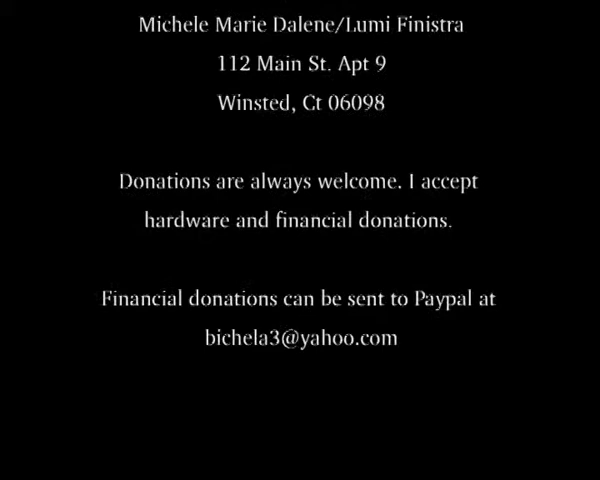 Michele Marie Dalene/Lumi Finistra
112 Main St. Apt 9
Winsted, Ct 06098
Donations are always welcome. I accept
hardware and financial donations.
Financial donations can be sent to Paypal at
bichela3@yahoo.com